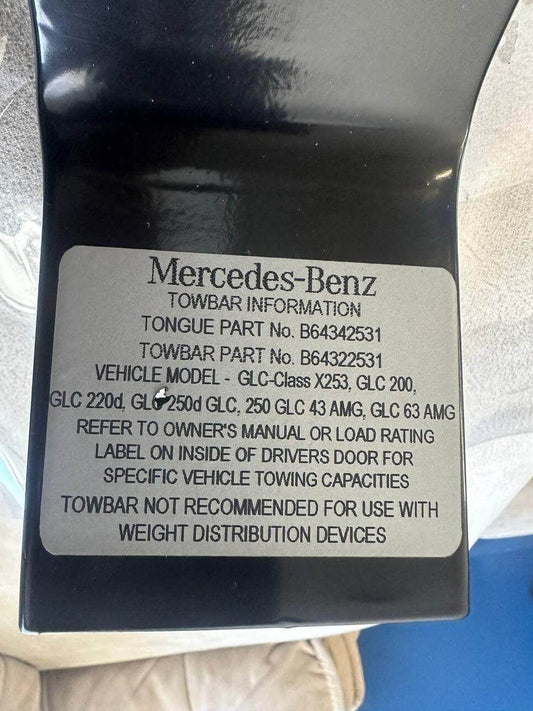 Mercedes-Benz
TOWBAR INFORMATION
TONGUE PART No. B64342531
TOWBAR PART No. B64322531
VEHICLE MODEL - GLC-Class X253, GLC 200,
GLC 220d, GLC 250d GLC, 250 GLC 43 AMG, GLC 63 AMG
REFER TO OWNER'S MANUAL OR LOAD RATING
LABEL ON INSIDE OF DRIVERS DOOR FOR
SPECIFIC VEHICLE TOWING CAPACITIES
TOWBAR NOT RECOMMENDED FOR USE WITH
WEIGHT DISTRIBUTION DEVICES